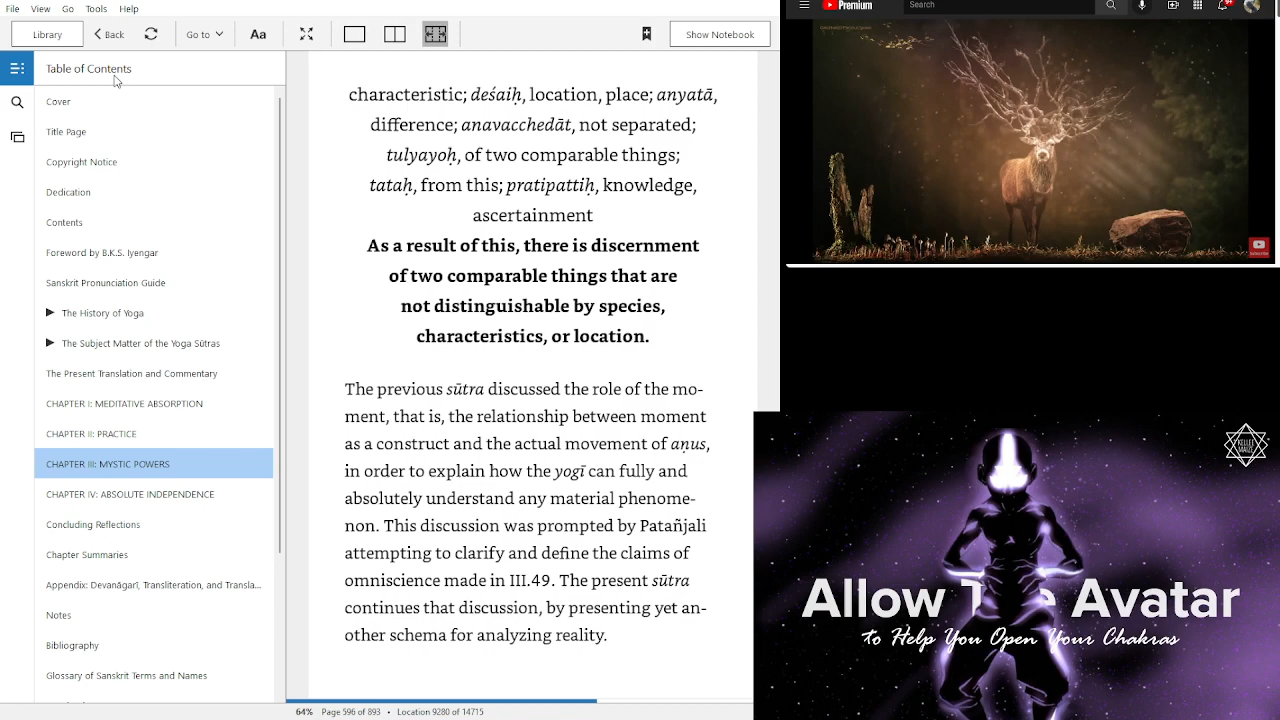 File View Go Tools Help
Library Back Go to Aa Show Notebook
Table of Contents
Cover
Title Page
Copyright Notice
Dedication
Contents
Foreword by B.K.S. Iyengar
Sanskrit Pronunciation Guide
The History of Yoga
The Subject Matter of the Yoga Sūtras
The Present Translation and Commentary
CHAPTER I: MEDITATIVE ABSORPTION
CHAPTER II: PRACTICE
CHAPTER III: MYSTIC POWERS
CHAPTER IV: ABSOLUTE INDEPENDENCE
Concluding Reflections
Chapter Summaries
Appendix: Devanāgarī, Transliteration, and Transla...
Notes
Bibliography
Glossary of Sanskrit Terms and Names
characteristic; deśaiḥ, location, place; anyatā,
difference; anavacchedāt, not separated;
tulyayoḥ, of two comparable things;
tataḥ, from this; pratipattiḥ, knowledge,
ascertainment
As a result of this, there is discernment
of two comparable things that are
not distinguishable by species,
characteristics, or location.
The previous sūtra discussed the role of the mo-
ment, that is, the relationship between moment
as a construct and the actual movement of aṇus,
in order to explain how the yogī can fully and
absolutely understand any material phenome-
non. This discussion was prompted by Patañjali
attempting to clarify and define the claims of
omniscience made in III.49. The present sūtra
continues that discussion, by presenting yet an-
other schema for analyzing reality.
64% Page 596 of 893 • Location 9280 of 14715
Premium Search 9+
Subscribe
Allow T e Avatar
to Help You Open Your Chakras